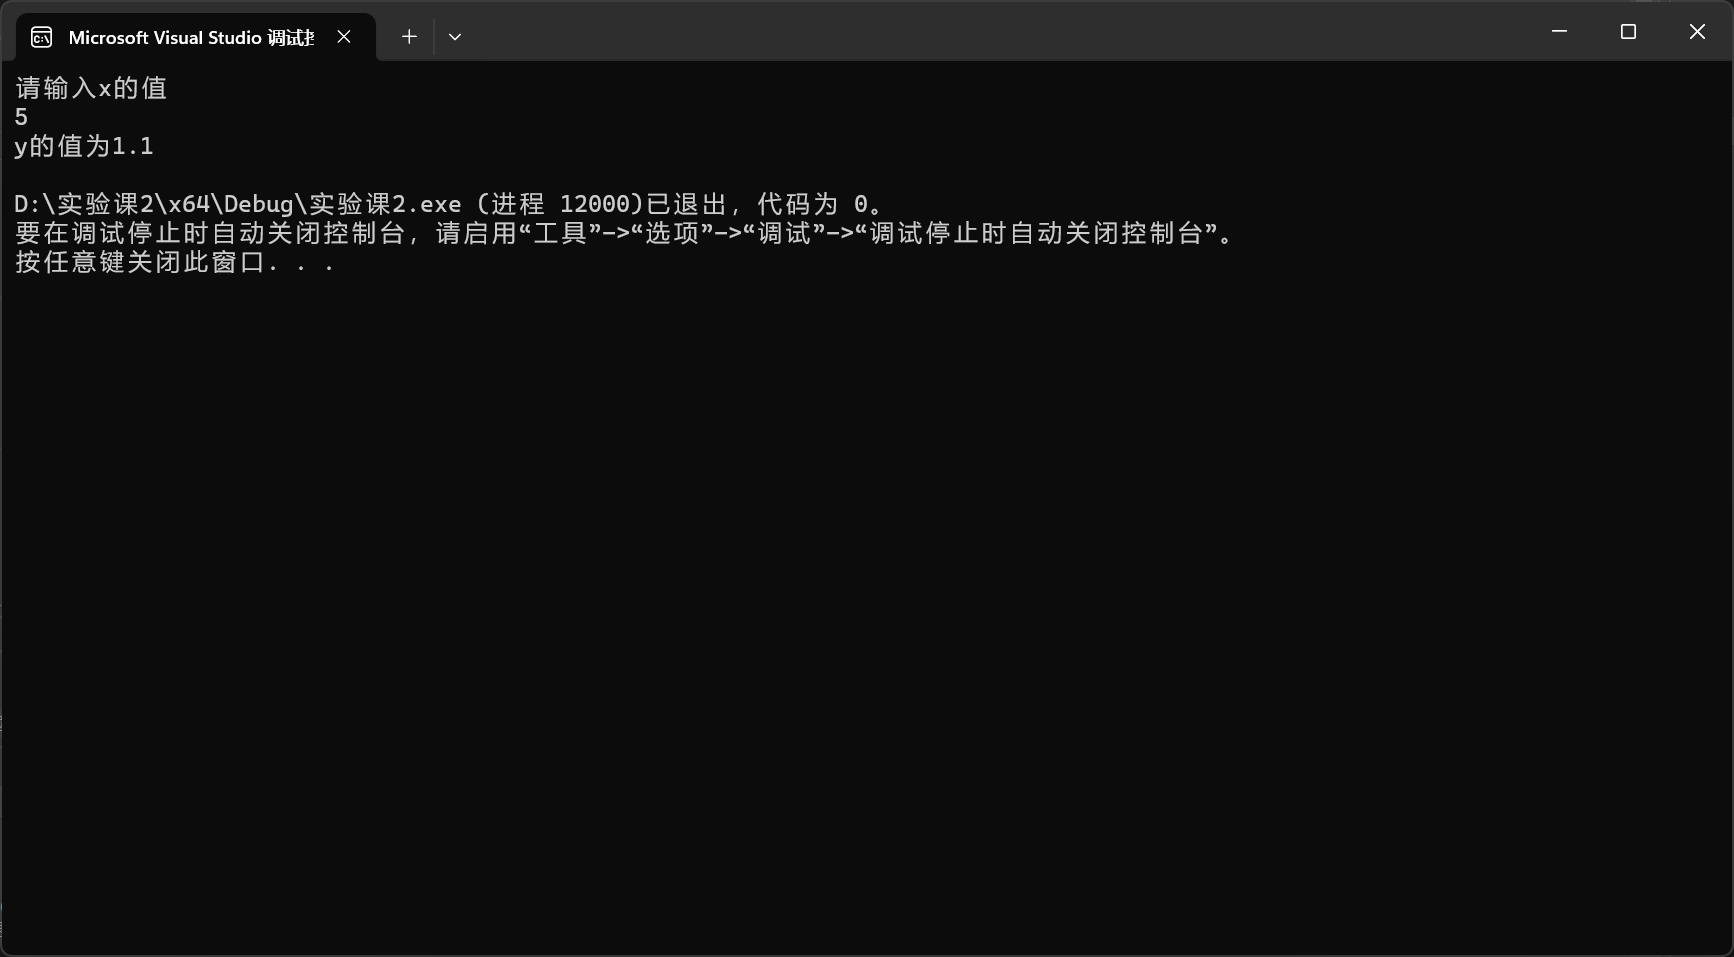 Microsoft Visual Studio 调试
请输入x的值
5
y的值为1.1
D:\实验课2\x64\Debug\实验课2.exe (进程 12000)已退出，代码为 0。
要在调试停止时自动关闭控制台，请启用“工具”->“选项”->“调试”->“调试停止时自动关闭控制台”。
按任意键关闭此窗口. . .